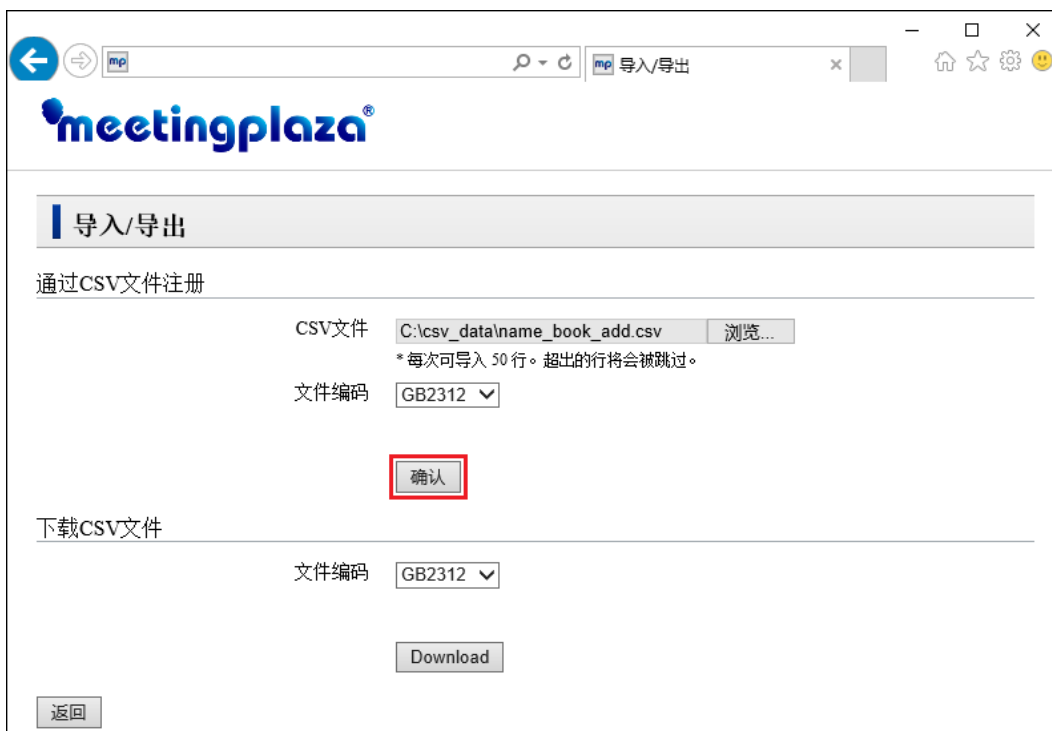 mp
mp 导入/导出
meetingplaza®
导入/导出
通过CSV文件注册
CSV文件 C:\csv_data\name_book_add.csv 浏览...
* 每次可导入 50 行。超出的行将会被跳过。
文件编码 GB2312
确认
下载CSV文件
文件编码 GB2312
Download
返回